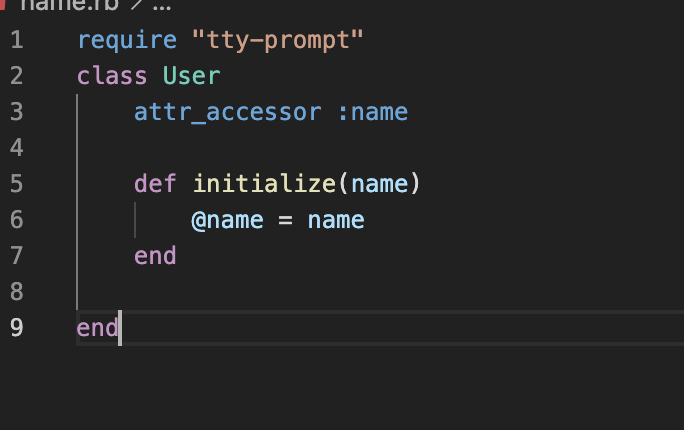 name.rb > ...
1 require "tty-prompt"
2 class User
3 attr_accessor :name
4
5 def initialize(name)
6 @name = name
7 end
8
9 end